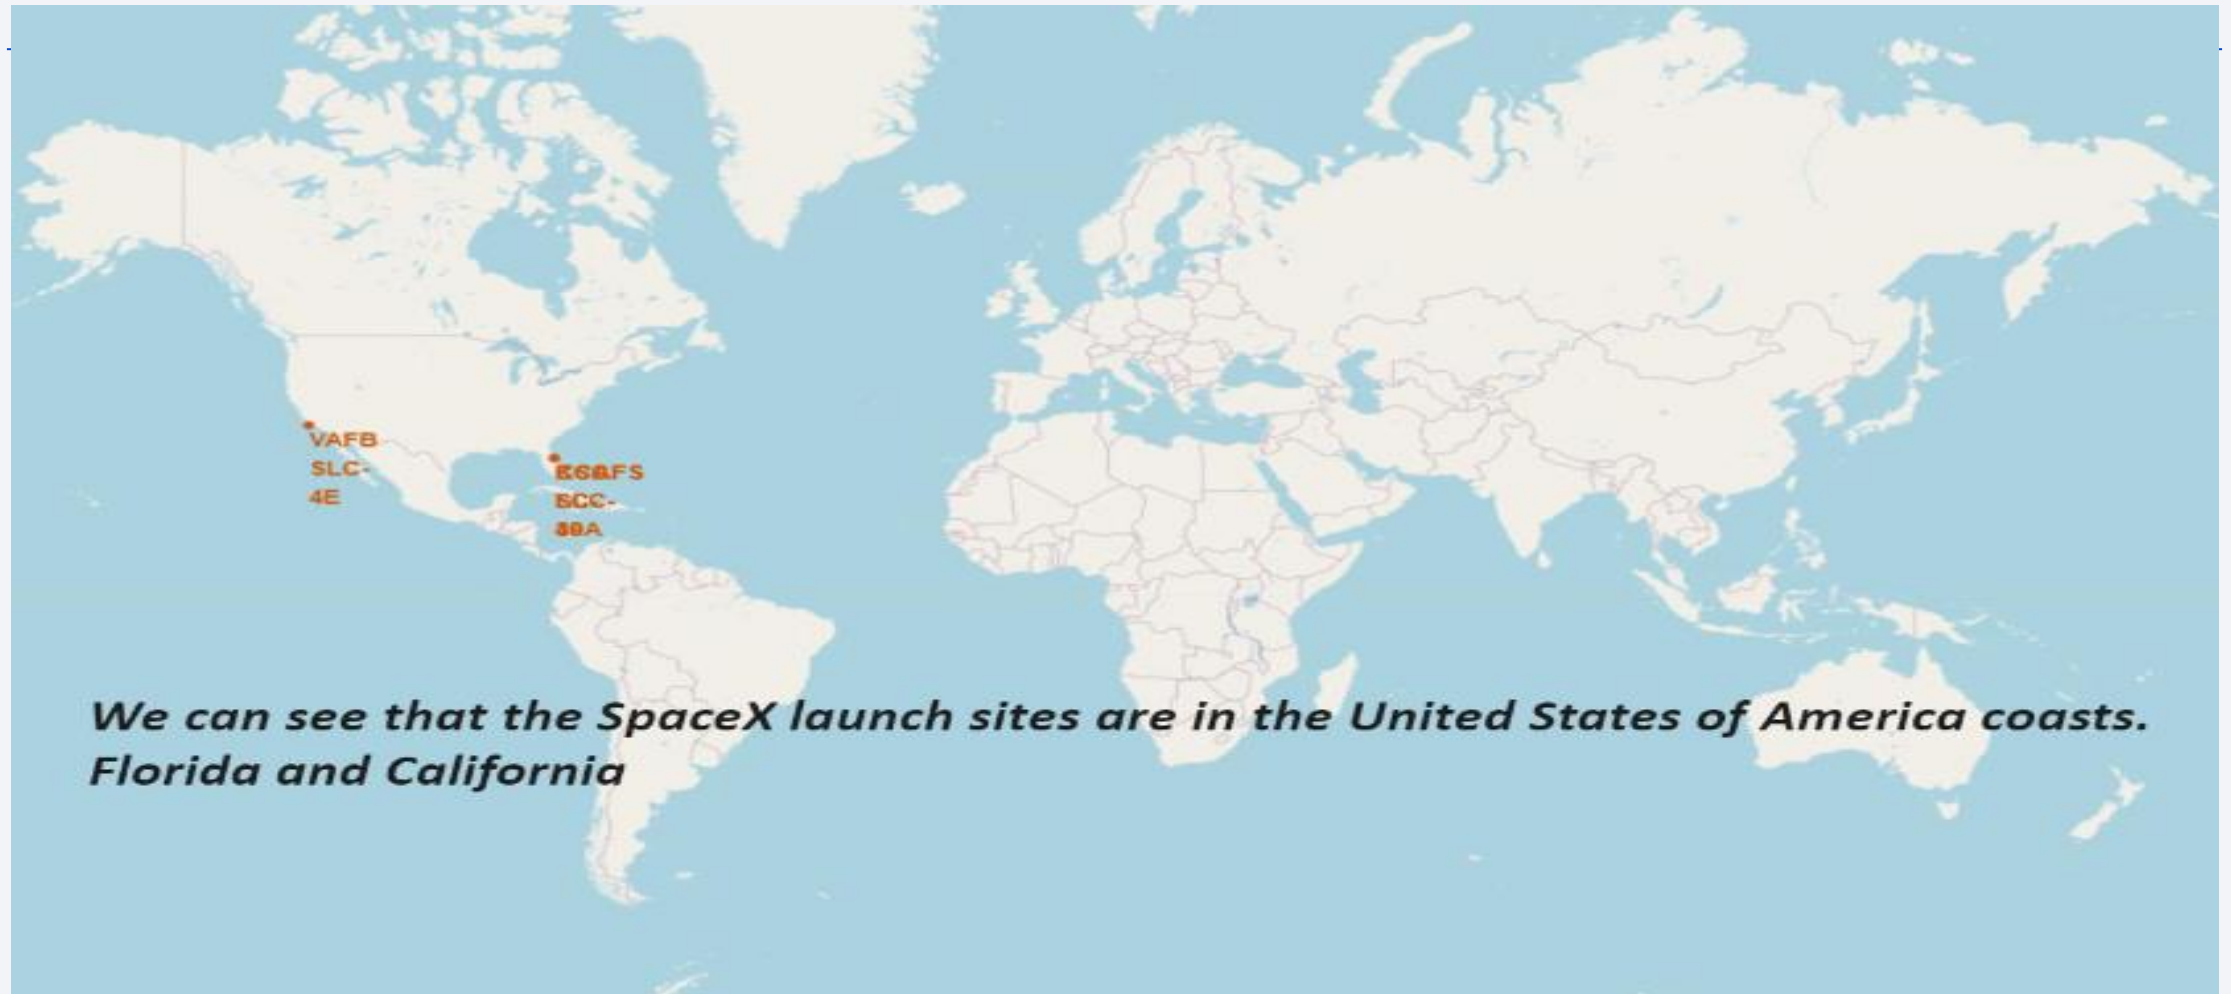 VAFB
SLC-
4E
We can see that the SpaceX launch sites are in the United States of America coasts.
Florida and California